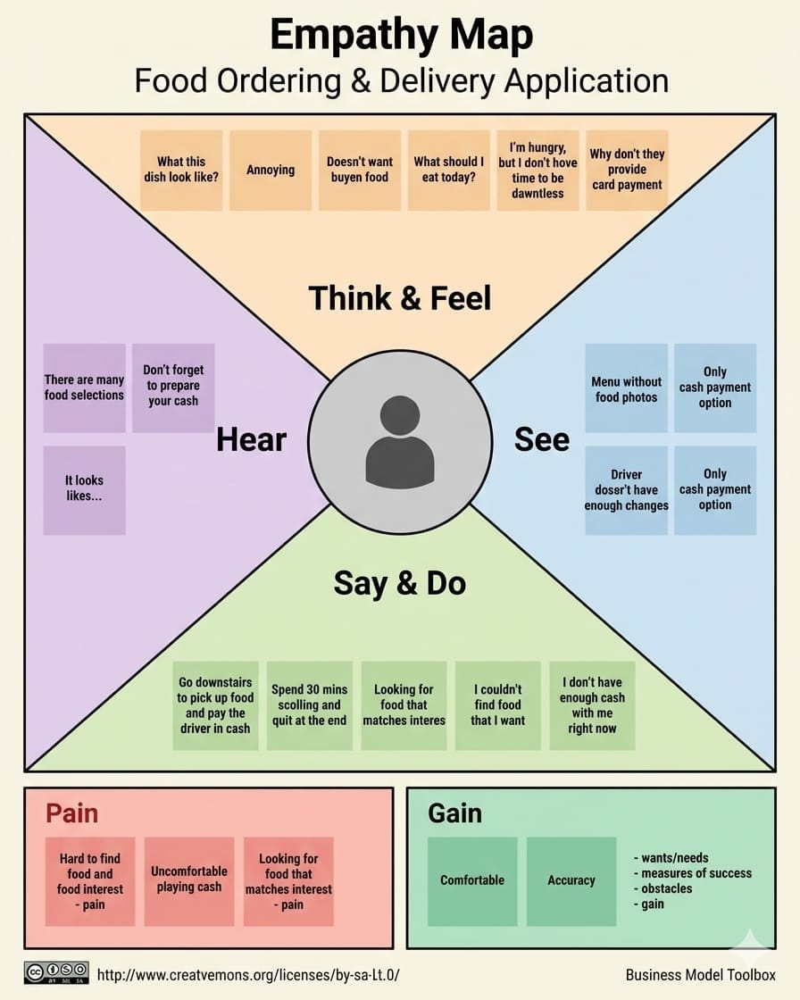 Empathy Map
Food Ordering & Delivery Application
What this
dish look like?
Annoying
Doesn't want
buyen food
What should I
eat today?
I'm hungry,
but I don't hove
time to be
dawntless
Why don't they
provide
card payment
Think & Feel
There are many
food selections
Don't forget
to prepare
your cash
It looks
likes...
Hear
See
Menu without
food photos
Only
cash payment
option
Driver
doser't have
enough changes
Only
cash payment
option
Say & Do
Go downstairs
to pick up food
and pay the
driver in cash
Spend 30 mins
scolling and
quit at the end
Looking for
food that
matches interes
I couldn't
find food
that I want
I don't have
enough cash
with me
right now
Pain
Hard to find
food and
food interest
- pain
Uncomfortable
playing cash
Looking for
food that
matches interest
- pain
Gain
Comfortable
Accuracy
- wants/needs
- measures of success
- obstacles
- gain
http://www.creatvemons.org/licenses/by-sa-Lt.0/
Business Model Toolbox